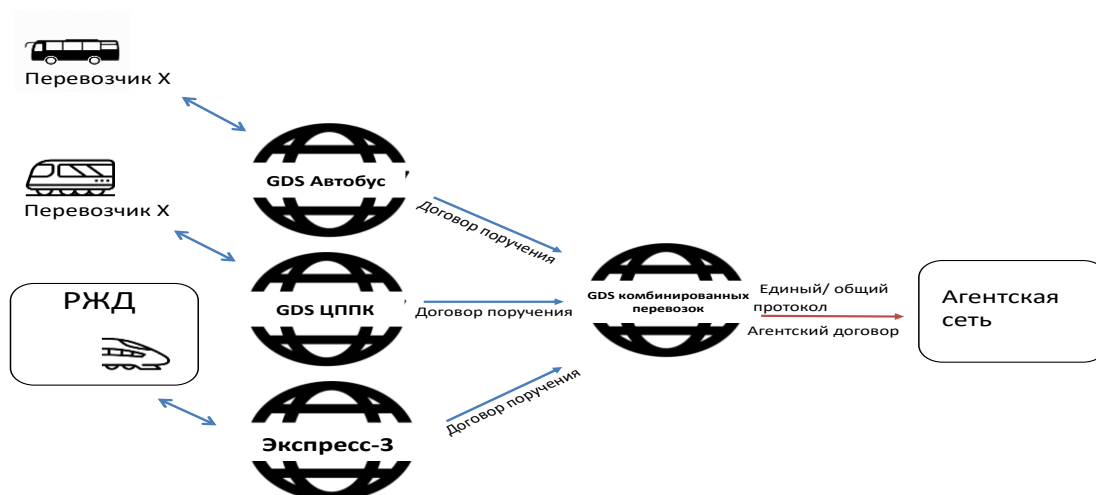 Перевозчик X
GDS Автобус
Перевозчик X
Договор поручения
РЖД
GDS ЦППК
Договор поручения
GDS комбинированных
перевозок
Единый/ общий
протокол
Агентский договор
Агентская
сеть
Договор поручения
Экспресс-3